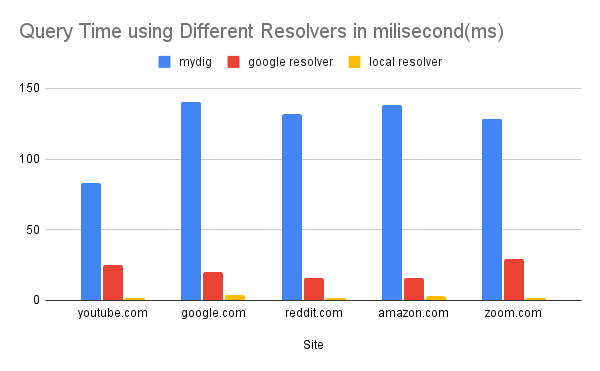 Query Time using Different Resolvers in milisecond(ms)
mydig google resolver local resolver
150
100
50
0
youtube.com google.com reddit.com amazon.com zoom.com
Site